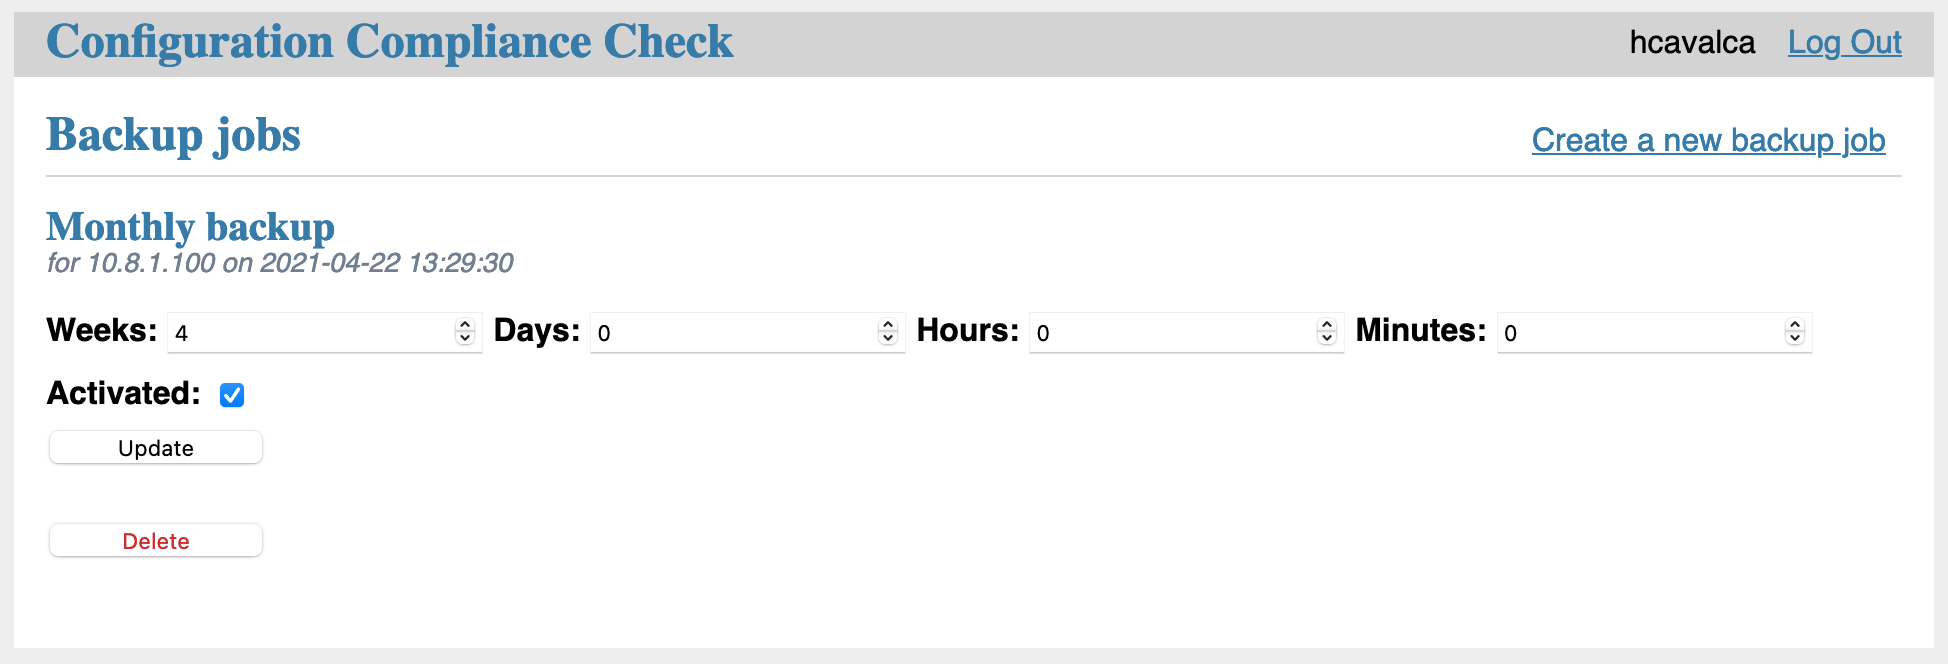 Configuration Compliance Check hcavalca Log Out
Backup jobs Create a new backup job
Monthly backup
for 10.8.1.100 on 2021-04-22 13:29:30
Weeks: 4 Days: 0 Hours: 0 Minutes: 0
Activated:
Update
Delete